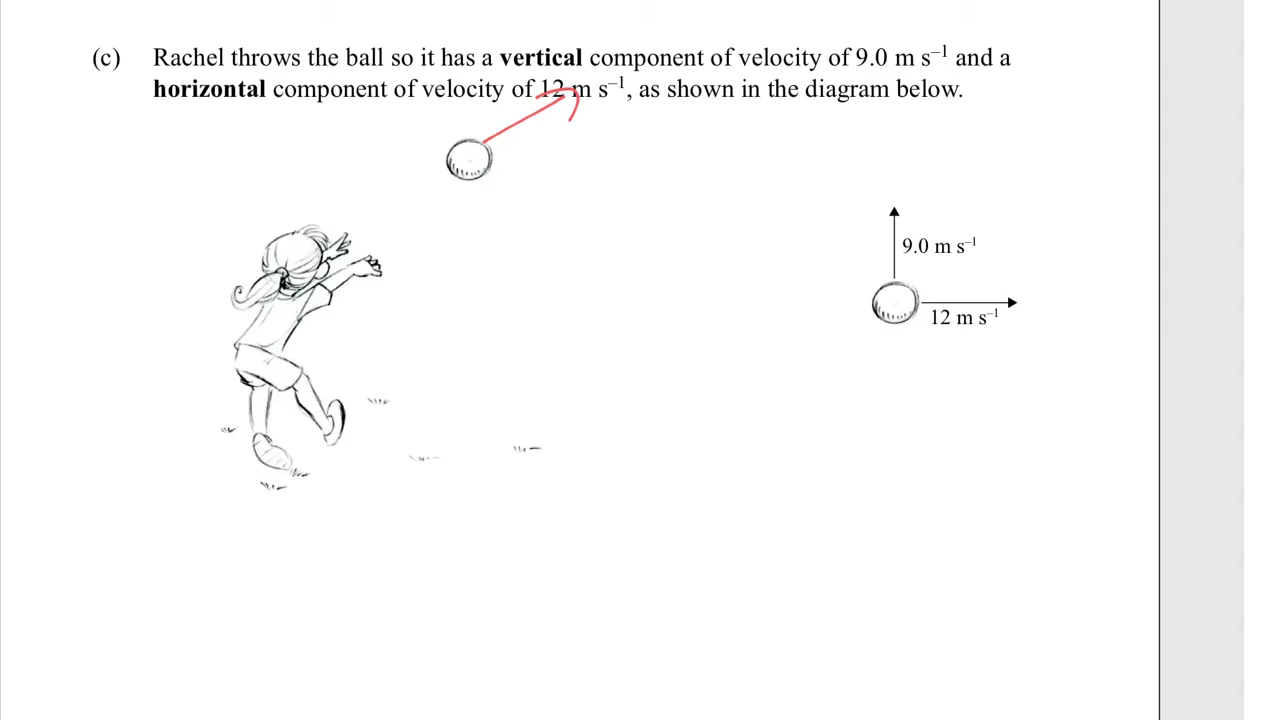 (c) Rachel throws the ball so it has a vertical component of velocity of 9.0 m s⁻¹ and a
horizontal component of velocity of 12 m s⁻¹, as shown in the diagram below.
9.0 m s⁻¹
12 m s⁻¹